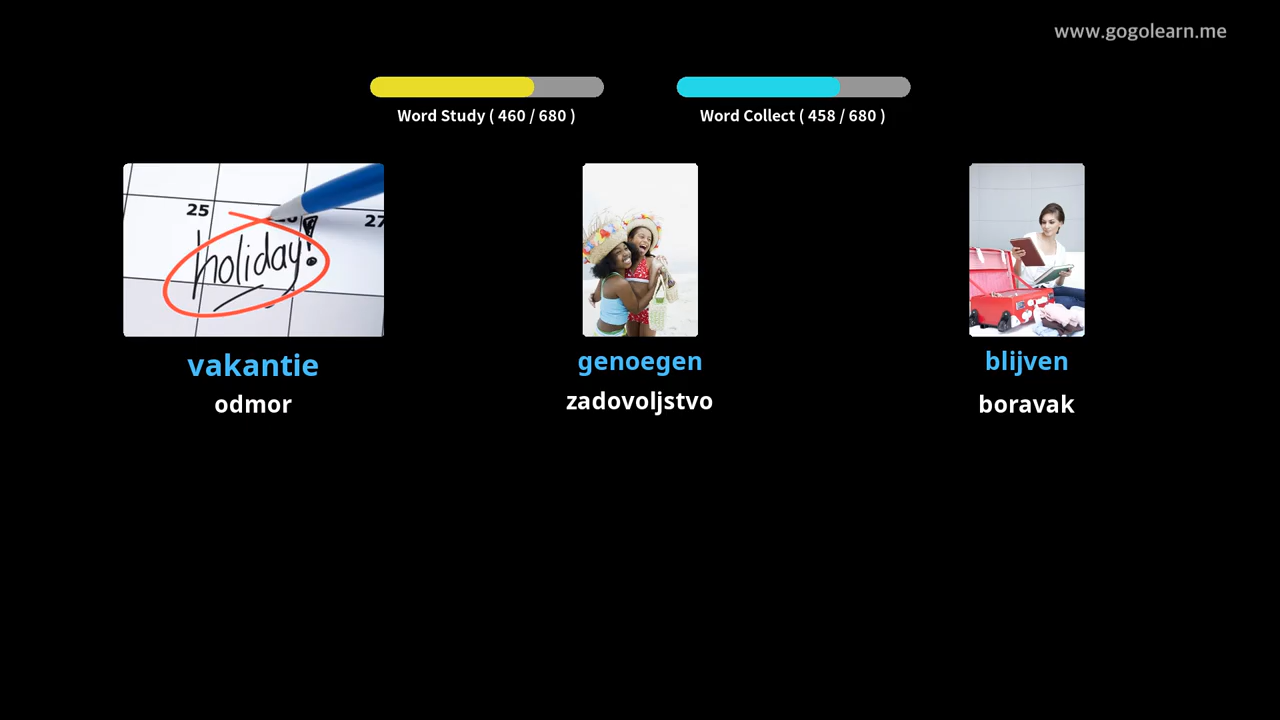 www.gogolearn.me
Word Study ( 460 / 680 )
Word Collect ( 458 / 680 )
25
27
holiday!
vakantie
odmor
genoegen
zadovoljstvo
blijven
boravak